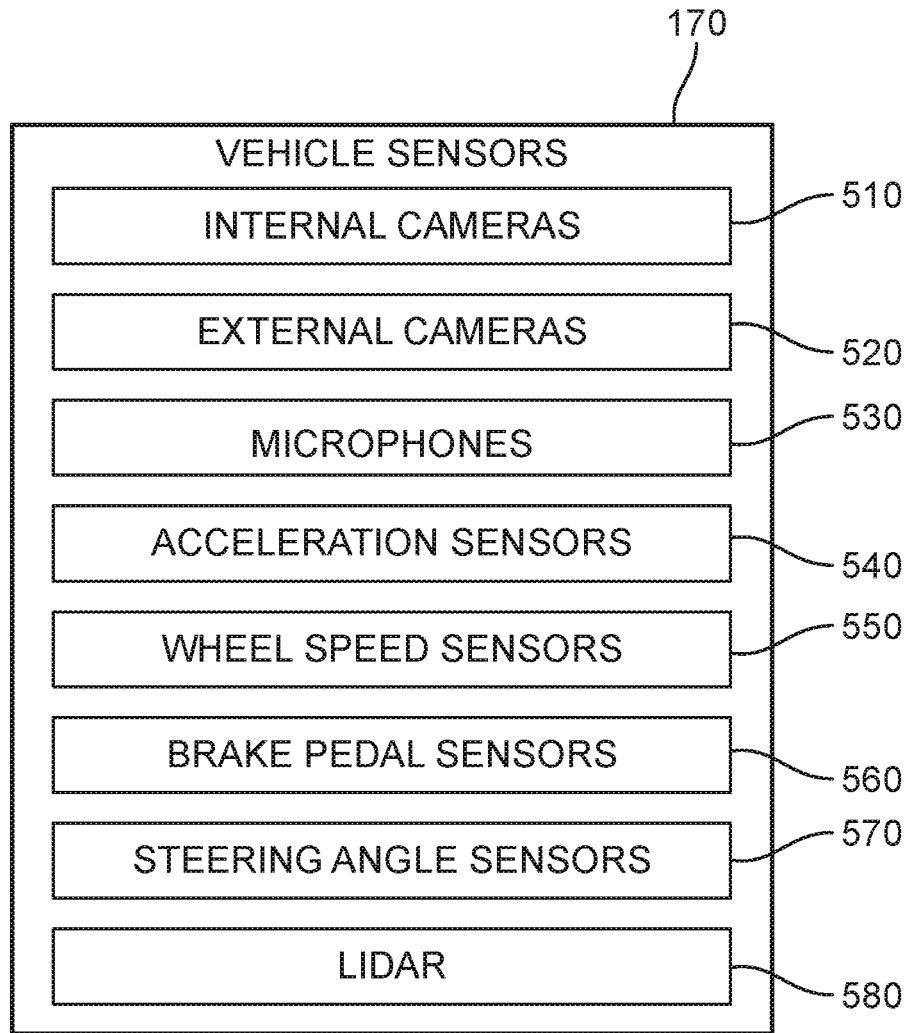 170
VEHICLE SENSORS
INTERNAL CAMERAS
510
EXTERNAL CAMERAS
520
MICROPHONES
530
ACCELERATION SENSORS
540
WHEEL SPEED SENSORS
550
BRAKE PEDAL SENSORS
560
STEERING ANGLE SENSORS
570
LIDAR
580